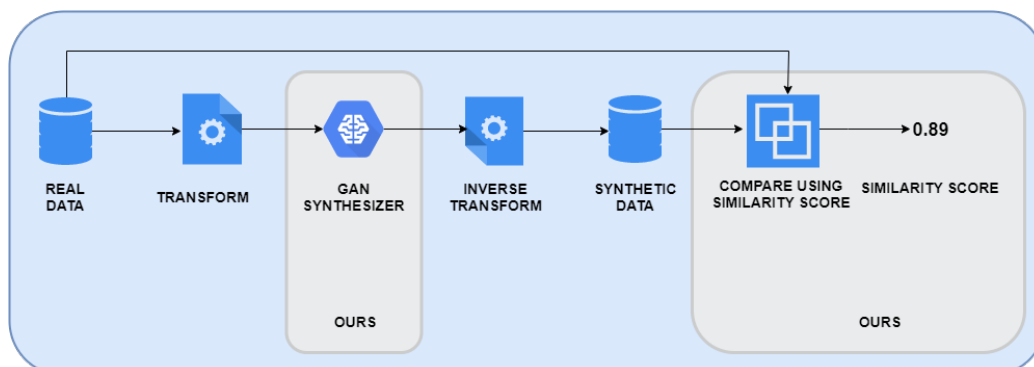 0.89
REAL
DATA
TRANSFORM
GAN
SYNTHESIZER
INVERSE
TRANSFORM
SYNTHETIC
DATA
COMPARE USING
SIMILARITY SCORE
SIMILARITY SCORE
OURS
OURS